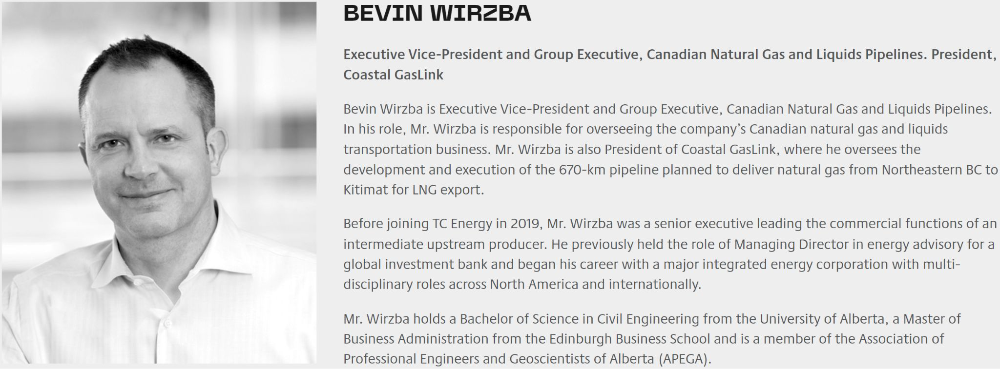 BEVIN WIRZBA
Executive Vice-President and Group Executive, Canadian Natural Gas and Liquids Pipelines. President,
Coastal GasLink
Bevin Wirzba is Executive Vice-President and Group Executive, Canadian Natural Gas and Liquids Pipelines.
In his role, Mr. Wirzba is responsible for overseeing the company’s Canadian natural gas and liquids
transportation business. Mr. Wirzba is also President of Coastal GasLink, where he oversees the
development and execution of the 670-km pipeline planned to deliver natural gas from Northeastern BC to
Kitimat for LNG export.
Before joining TC Energy in 2019, Mr. Wirzba was a senior executive leading the commercial functions of an
intermediate upstream producer. He previously held the role of Managing Director in energy advisory for a
global investment bank and began his career with a major integrated energy corporation with multi-
disciplinary roles across North America and internationally.
Mr. Wirzba holds a Bachelor of Science in Civil Engineering from the University of Alberta, a Master of
Business Administration from the Edinburgh Business School and is a member of the Association of
Professional Engineers and Geoscientists of Alberta (APEGA).